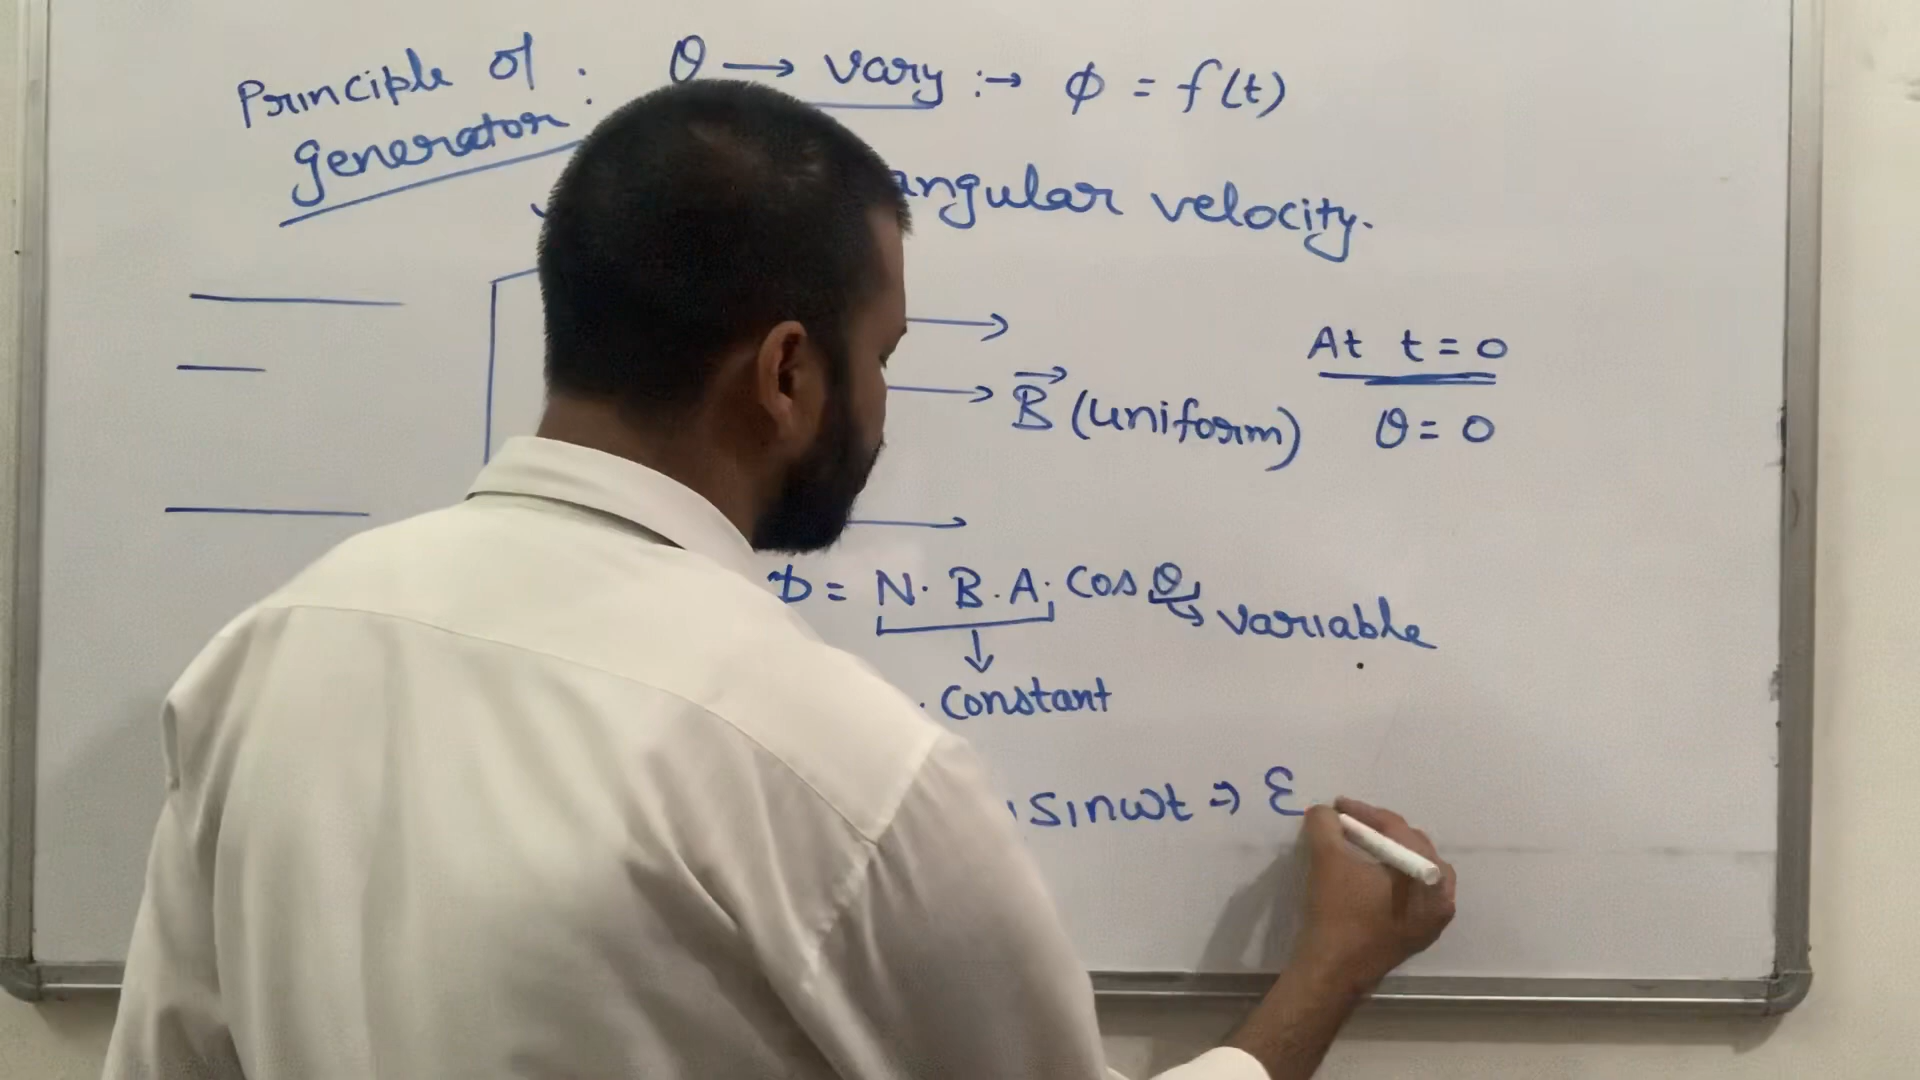 Principle of : θ → vary :→ ϕ = f(t)
generator
angular velocity.
At t = 0
B⃗ (uniform) θ = 0
ϕ = N. B. A. cos θ → variable
↓
constant
sinωt ⇒ ε